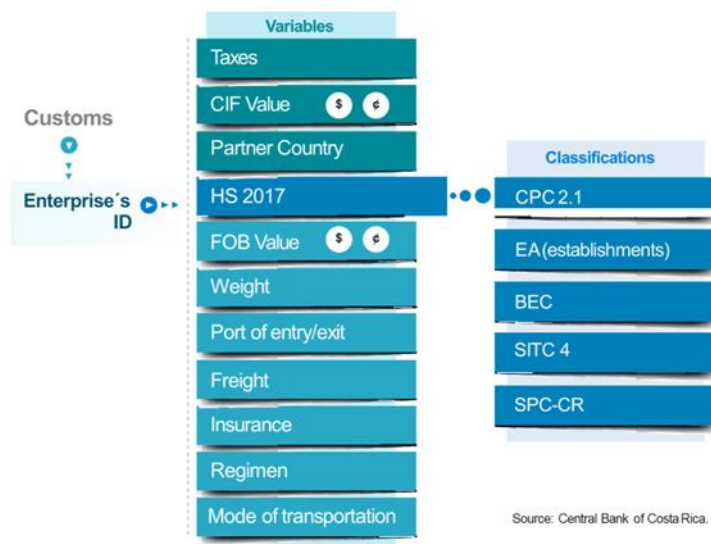 Variables
Taxes
CIF Value $ ¢
Partner Country
Customs
Enterprise´s
ID
HS 2017
FOB Value $ ¢
Weight
Port of entry/exit
Freight
Insurance
Regimen
Mode of transportation
Classifications
CPC 2.1
EA (establishments)
BEC
SITC 4
SPC-CR
Source: Central Bank of Costa Rica.